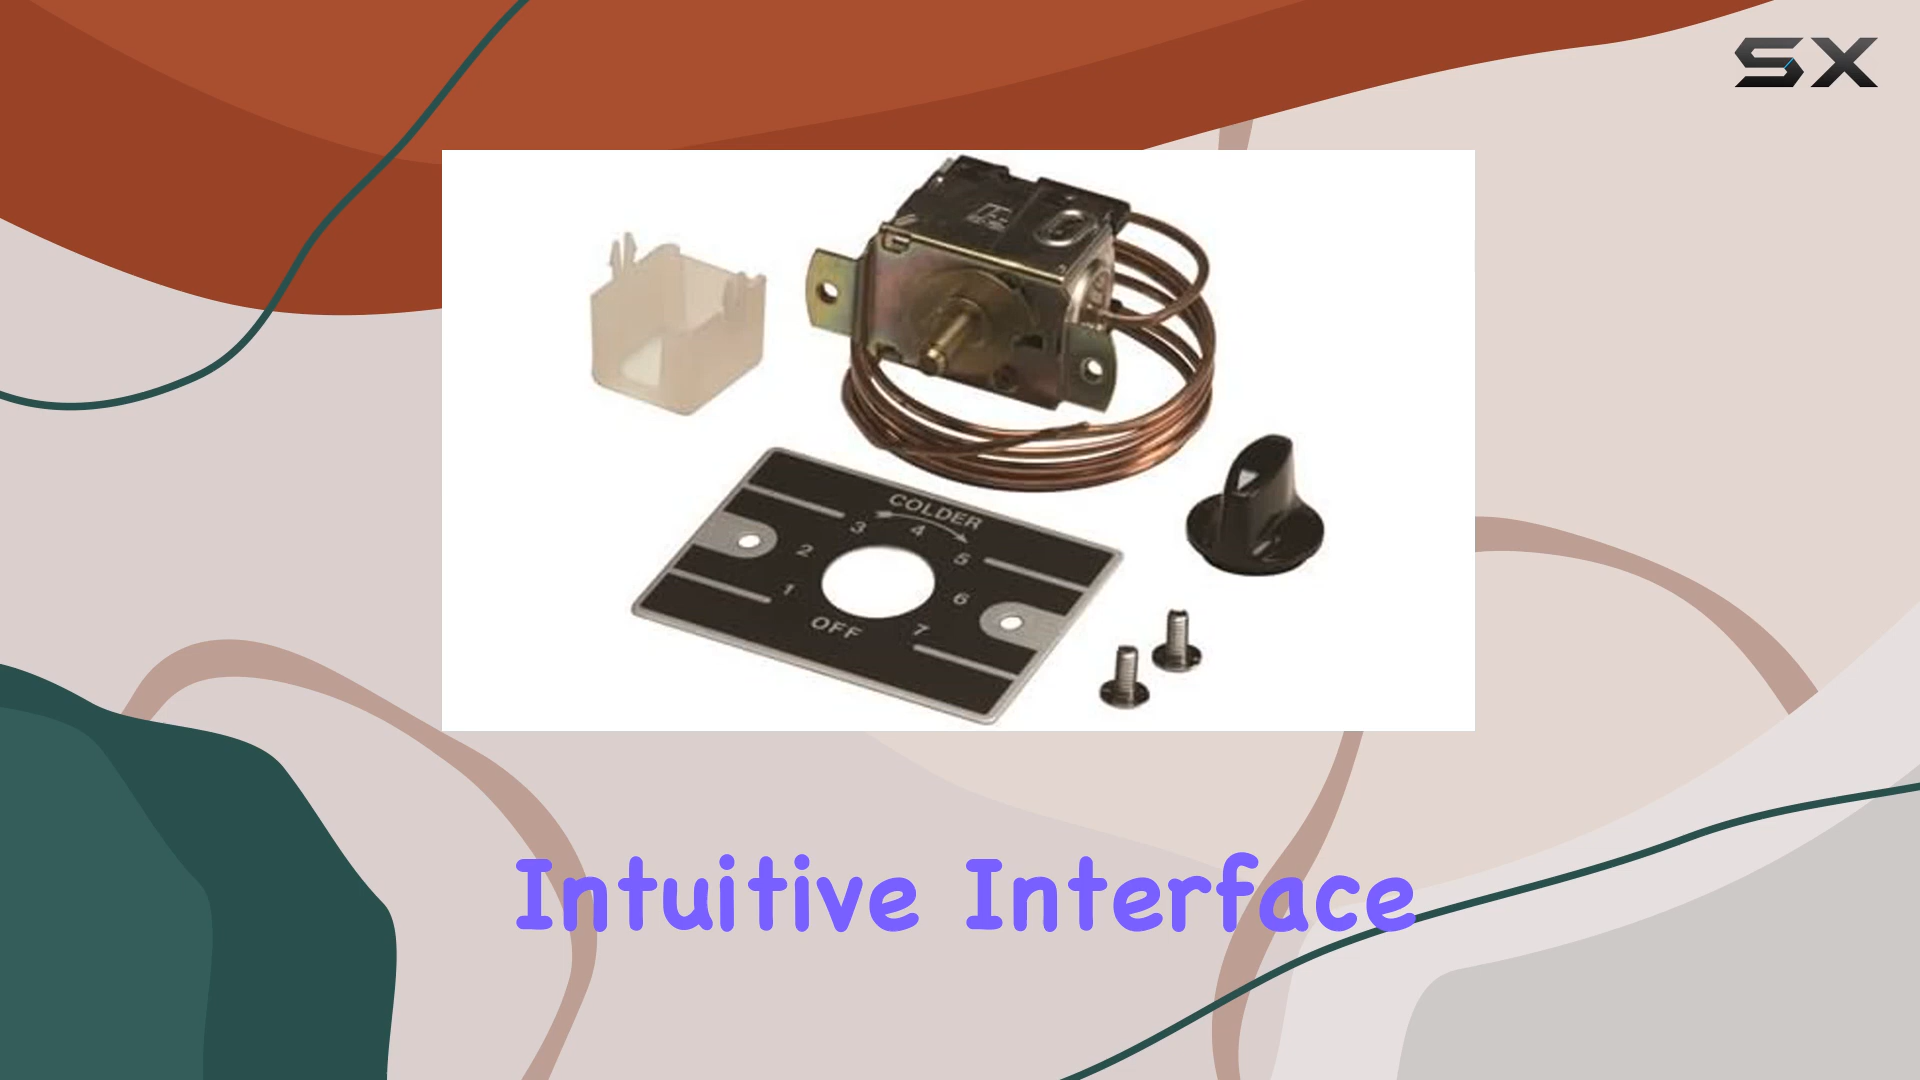 SX
COLDER
3 4 5
2 6
1 7
OFF
Intuitive Interface